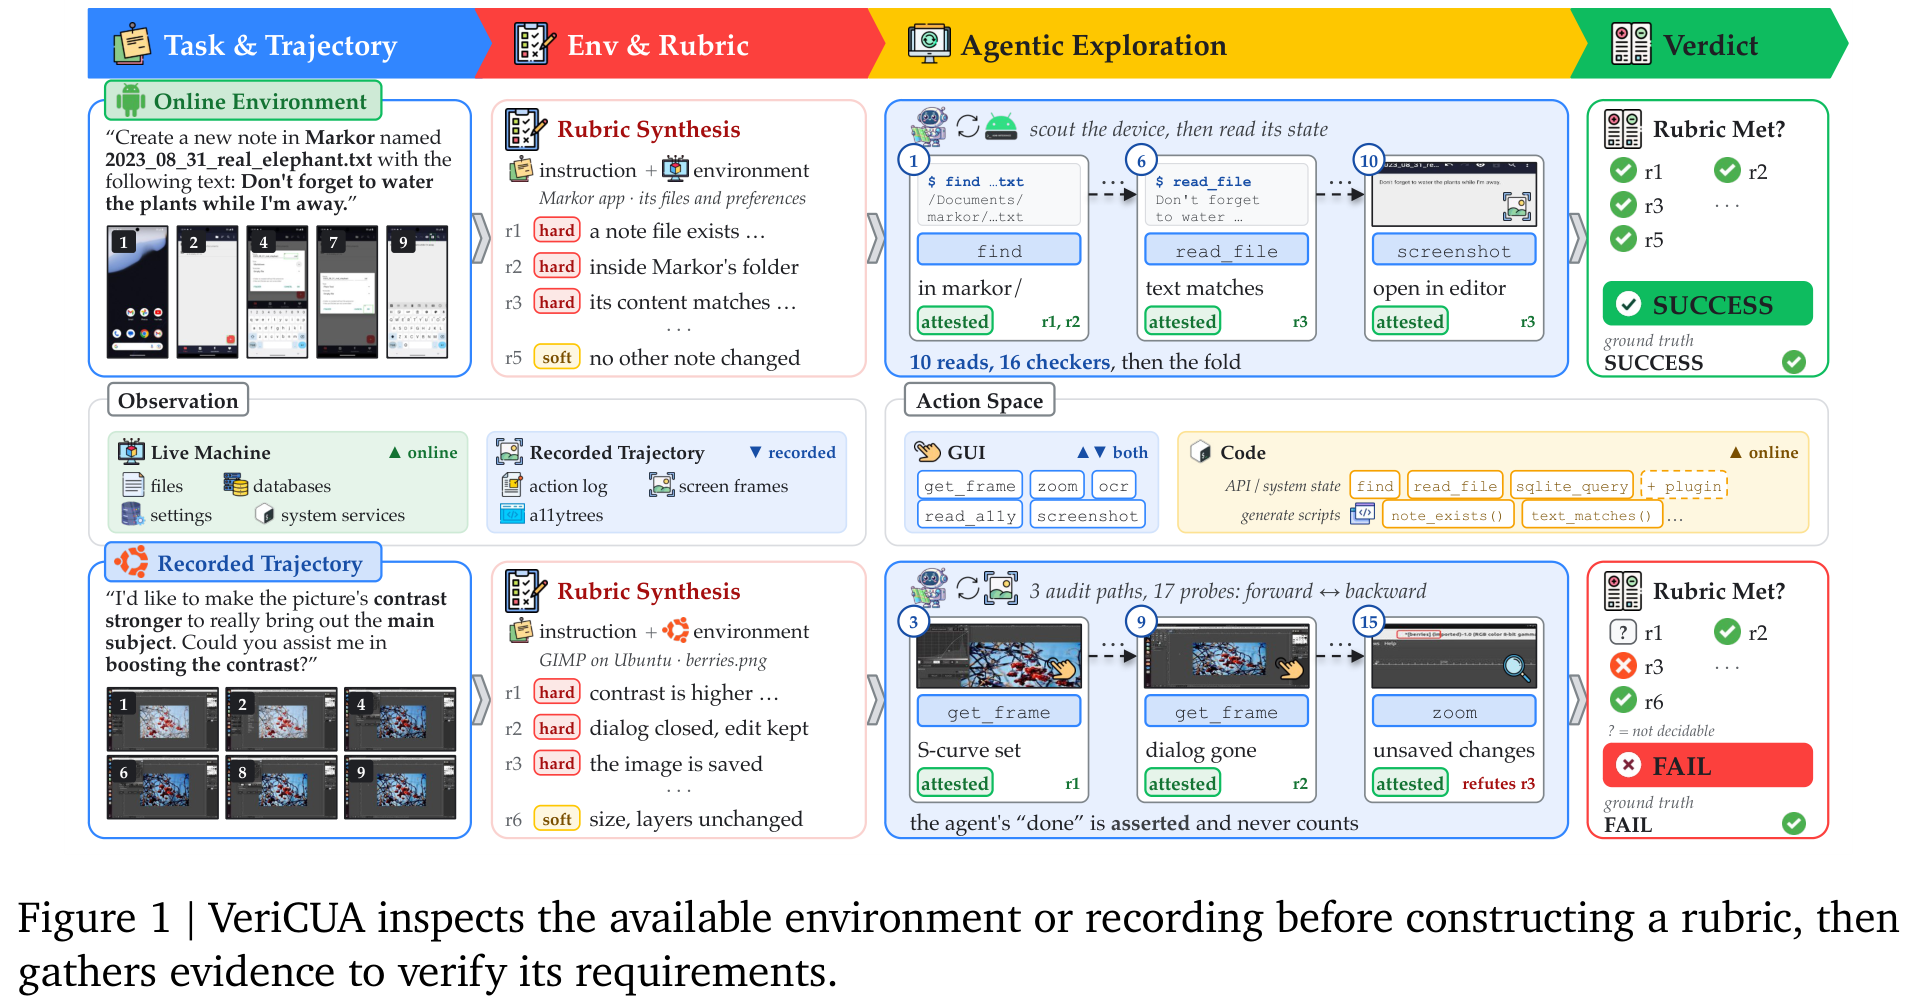 Task & Trajectory
Env & Rubric
Agentic Exploration
Verdict
Online Environment
“Create a new note in Markor named
2023_08_31_real_elephant.txt with the
following text: Don't forget to water
the plants while I'm away.”
1
2
4
7
9
Rubric Synthesis
instruction + environment
Markor app · its files and preferences
r1 hard a note file exists …
r2 hard inside Markor's folder
r3 hard its content matches …
...
r5 soft no other note changed
scout the device, then read its state
1
$ find …txt
/Documents/
markor/…txt
find
in markor/
attested r1, r2
...
6
$ read_file
Don't forget
to water …
read_file
text matches
attested r3
...
10
Don't forget to water the plants while I'm away.
screenshot
open in editor
attested r3
10 reads, 16 checkers, then the fold
Rubric Met?
r1 r2
r3 ...
r5
SUCCESS
ground truth
SUCCESS
Observation
Live Machine ▲ online
files databases
settings system services
Recorded Trajectory ▼ recorded
action log screen frames
a11ytrees
Action Space
GUI ▲▼ both
get_frame zoom ocr
read_a11y screenshot
Code ▲ online
API / system state find read_file sqlite_query + plugin
generate scripts note_exists() text_matches() ...
Recorded Trajectory
“I'd like to make the picture's contrast
stronger to really bring out the main
subject. Could you assist me in
boosting the contrast?”
1
2
4
6
8
9
Rubric Synthesis
instruction + environment
GIMP on Ubuntu · berries.png
r1 hard contrast is higher …
r2 hard dialog closed, edit kept
r3 hard the image is saved
...
r6 soft size, layers unchanged
3 audit paths, 17 probes: forward ↔ backward
3
get_frame
S-curve set
attested r1
...
9
get_frame
dialog gone
attested r2
...
15
zoom
unsaved changes
attested refutes r3
the agent's “done” is asserted and never counts
Rubric Met?
? r1 r2
r3 ...
r6
? = not decidable
FAIL
ground truth
FAIL
Figure 1 | VeriCUA inspects the available environment or recording before constructing a rubric, then
gathers evidence to verify its requirements.